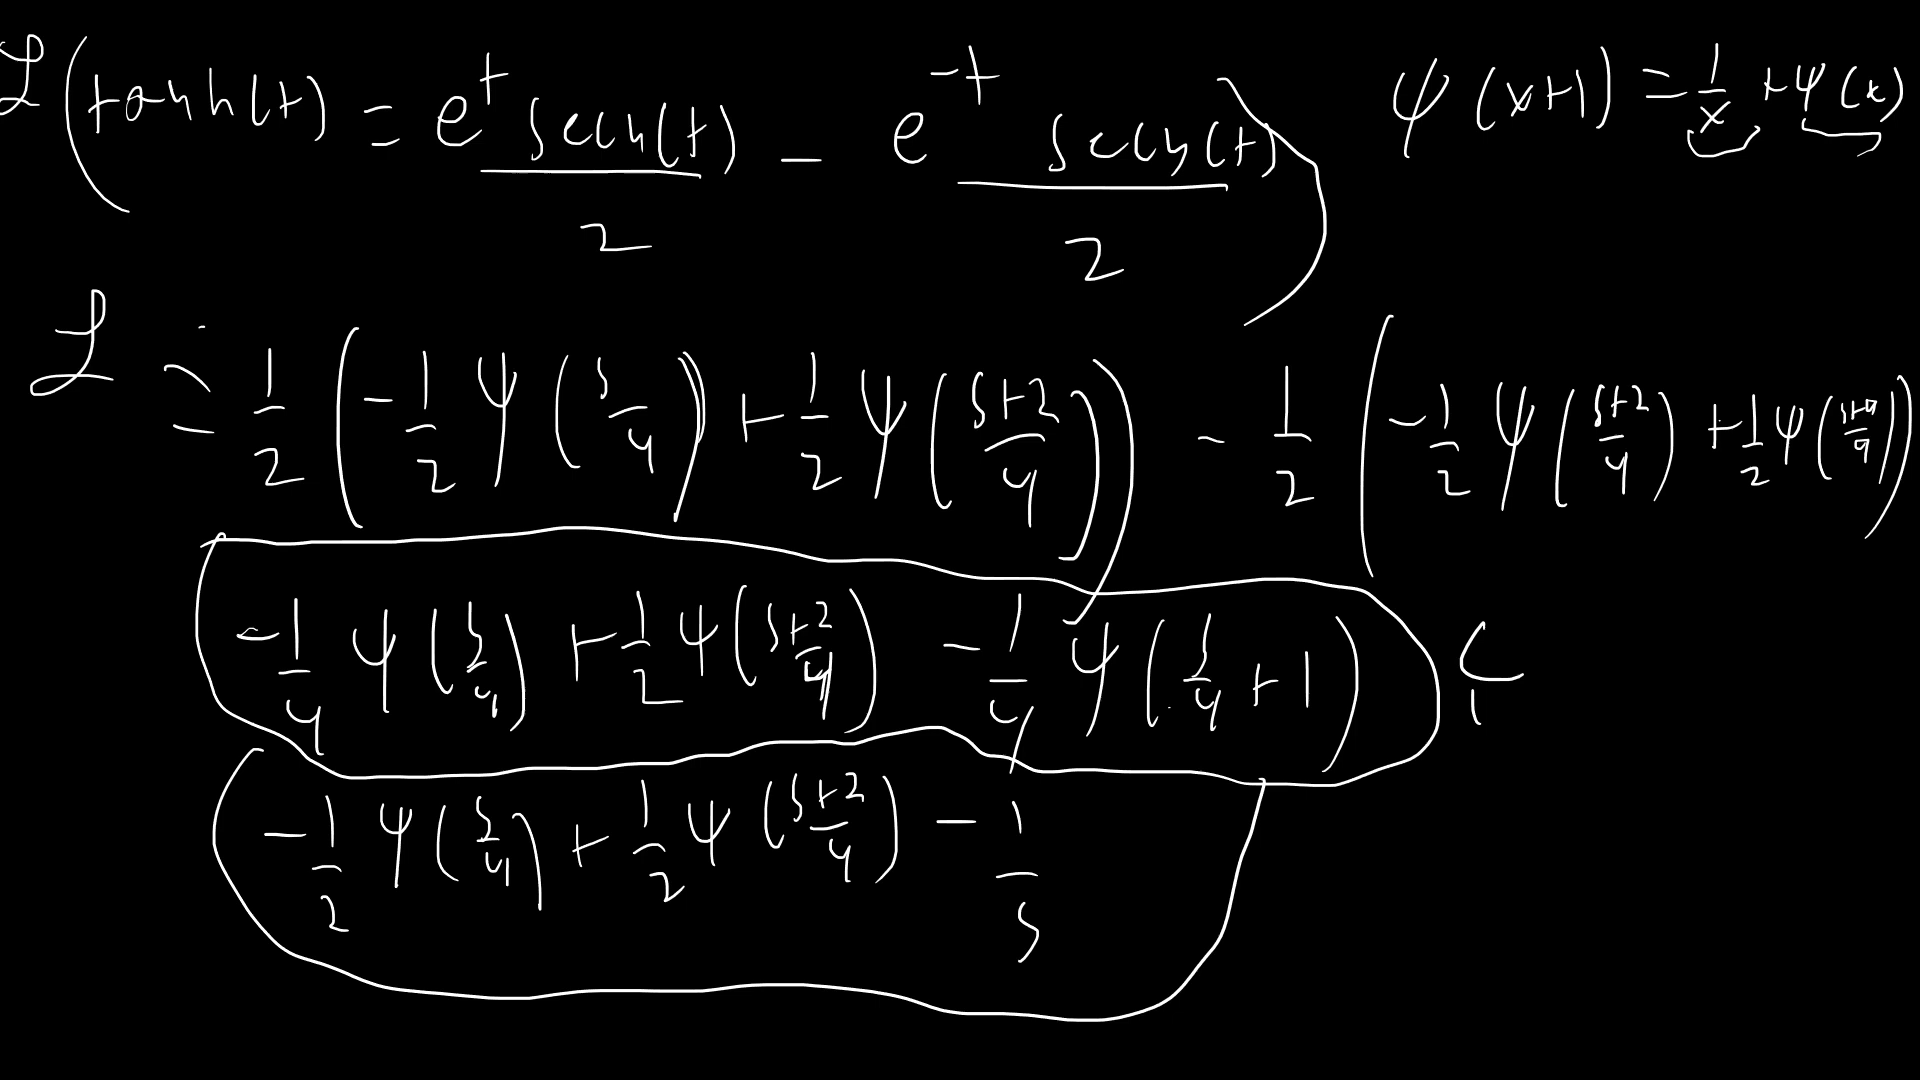 ℒ(tanh(t) = e^t sech(t)/2 − e^−t sech(t)/2) ψ(x+1) = 1/x + ψ(x)
ℒ = 1/2 (−1/2 ψ(s/4) + 1/2 ψ((s+2)/4)) − 1/2 (−1/2 ψ((s+2)/4) + 1/2 ψ((s+4)/4))
−1/4 ψ(s/4) + 1/2 ψ((s+2)/4) − 1/4 ψ(s/4 + 1)
−1/2 ψ(s/4) + 1/2 ψ((s+2)/4) − 1/s